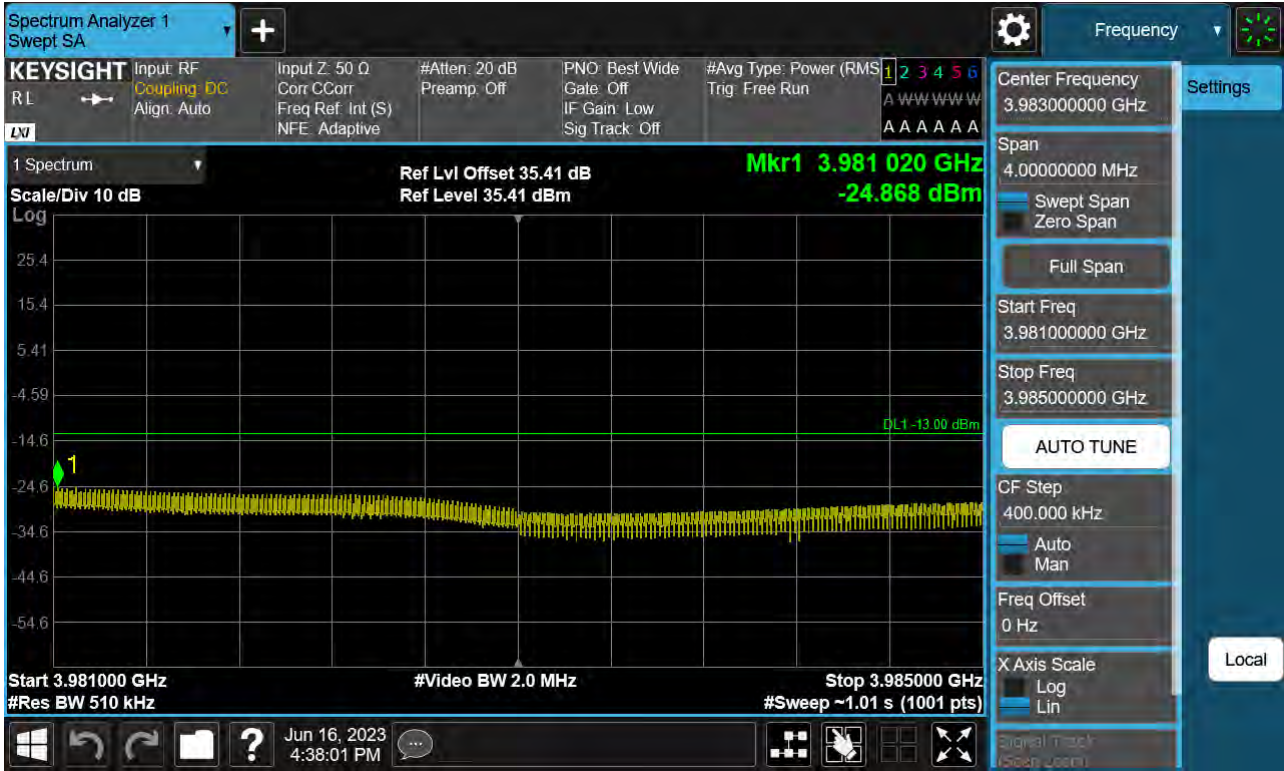 Spectrum Analyzer 1
Swept SA
+
Frequency
KEYSIGHT
RL
LXI
Input: RF
Coupling: DC
Align: Auto
Input Z: 50 Ω
Corr CCorr
Freq Ref: Int (S)
NFE: Adaptive
#Atten: 20 dB
Preamp: Off
PNO: Best Wide
Gate: Off
IF Gain: Low
Sig Track: Off
#Avg Type: Power (RMS
Trig: Free Run
1 2 3 4 5 6
A W W W W W
A A A A A A
1 Spectrum
Scale/Div 10 dB
Ref Lvl Offset 35.41 dB
Ref Level 35.41 dBm
Mkr1 3.981 020 GHz
-24.868 dBm
Log
25.4
15.4
5.41
-4.59
-14.6
-24.6
-34.6
-44.6
-54.6
DL1 -13.00 dBm
1
Start 3.981000 GHz
#Res BW 510 kHz
#Video BW 2.0 MHz
Stop 3.985000 GHz
#Sweep ~1.01 s (1001 pts)
Center Frequency
3.983000000 GHz
Span
4.00000000 MHz
Swept Span
Zero Span
Full Span
Start Freq
3.981000000 GHz
Stop Freq
3.985000000 GHz
AUTO TUNE
CF Step
400.000 kHz
Auto
Man
Freq Offset
0 Hz
X Axis Scale
Log
Lin
Signal Track
(Span Zoom)
Settings
Local
?
Jun 16, 2023
4:38:01 PM